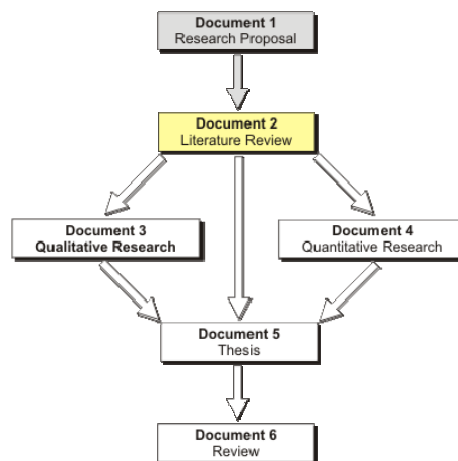 Document 1
Research Proposal
Document 2
Literature Review
Document 3
Qualitative Research
Document 4
Quantitative Research
Document 5
Thesis
Document 6
Review